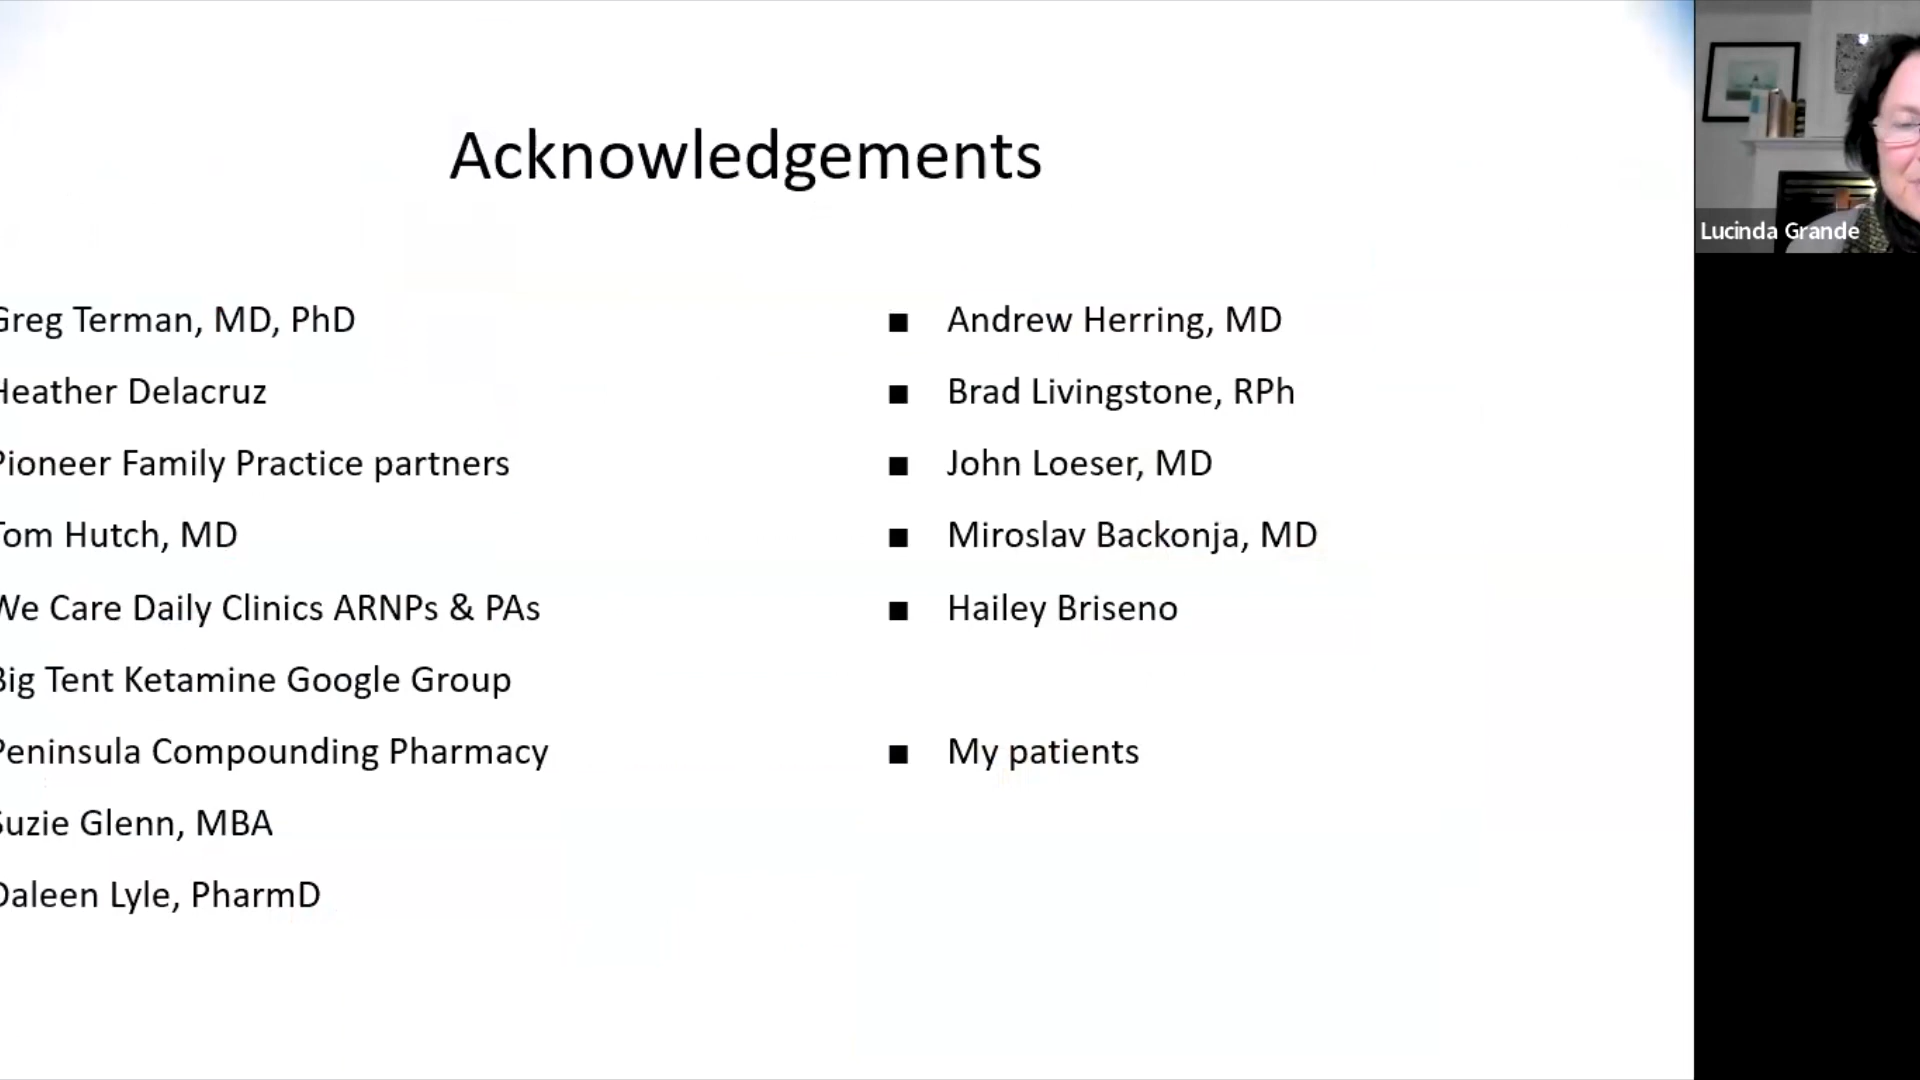 Acknowledgements
Greg Terman, MD, PhD
Heather Delacruz
Pioneer Family Practice partners
Tom Hutch, MD
We Care Daily Clinics ARNPs & PAs
Big Tent Ketamine Google Group
Peninsula Compounding Pharmacy
Suzie Glenn, MBA
Daleen Lyle, PharmD
■ Andrew Herring, MD
■ Brad Livingstone, RPh
■ John Loeser, MD
■ Miroslav Backonja, MD
■ Hailey Briseno
■ My patients
Lucinda Grande